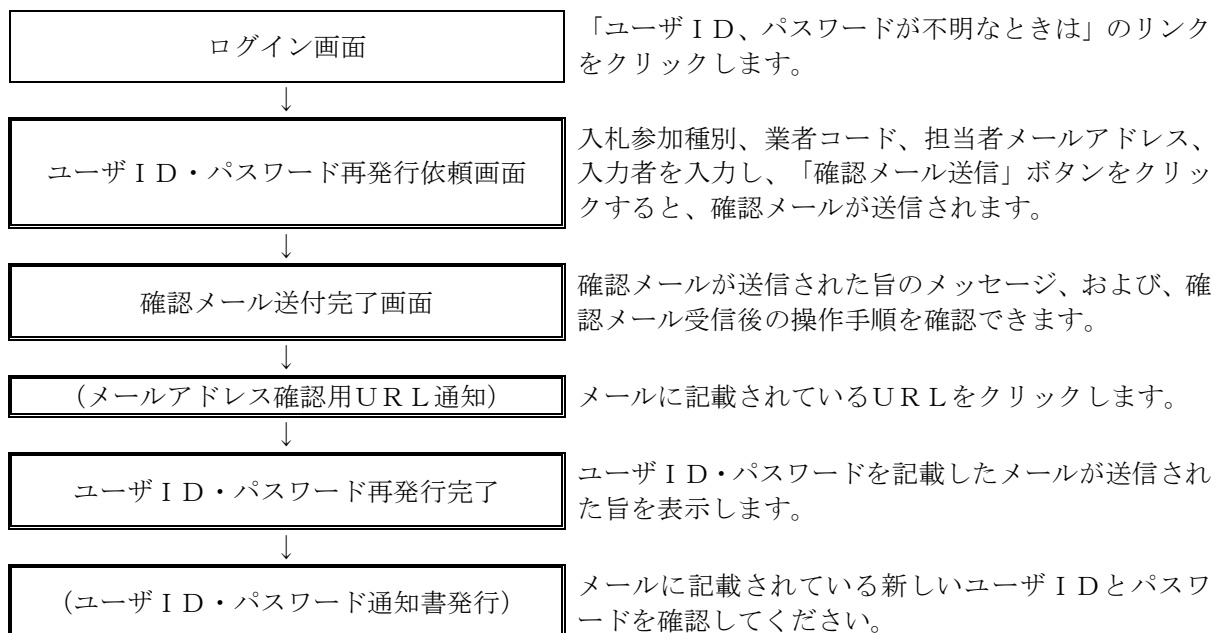 ログイン画面
「ユーザＩＤ、パスワードが不明なときは」のリンク
をクリックします。
↓
ユーザＩＤ・パスワード再発行依頼画面
入札参加種別、業者コード、担当者メールアドレス、
入力者を入力し、「確認メール送信」ボタンをクリッ
クすると、確認メールが送信されます。
↓
確認メール送付完了画面
確認メールが送信された旨のメッセージ、および、確
認メール受信後の操作手順を確認できます。
↓
（メールアドレス確認用ＵＲＬ通知）
メールに記載されているＵＲＬをクリックします。
↓
ユーザＩＤ・パスワード再発行完了
ユーザＩＤ・パスワードを記載したメールが送信され
た旨を表示します。
↓
（ユーザＩＤ・パスワード通知書発行）
メールに記載されている新しいユーザＩＤとパスワ
ードを確認してください。